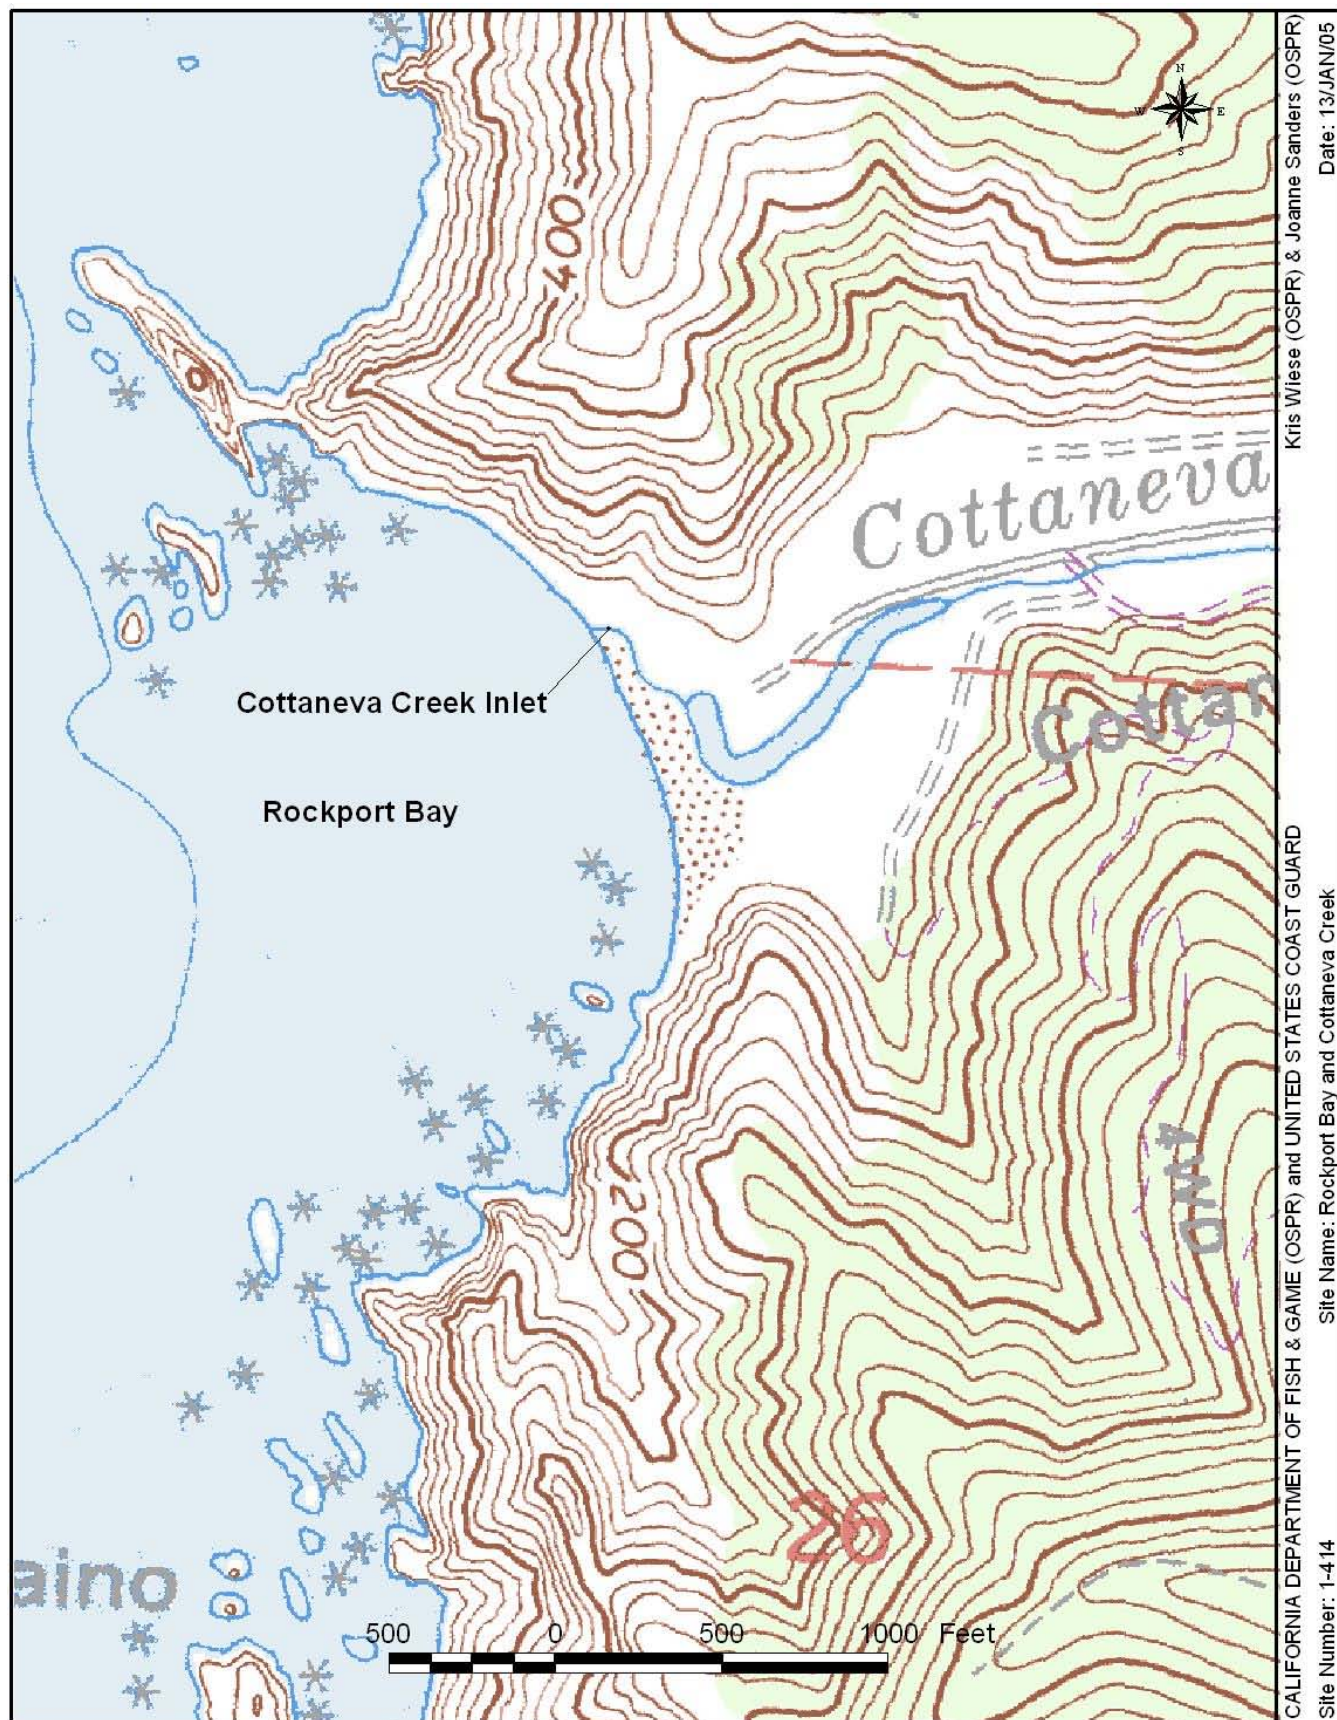 N
W E
S
400
Cottaneva
Cottaneva Creek Inlet
Cottan
Rockport Bay
4WD
200
26
aino
500 0 500 1000 Feet
CALIFORNIA DEPARTMENT OF FISH & GAME (OSPR) and UNITED STATES COAST GUARD Kris Wiese (OSPR) & Joanne Sanders (OSPR)
Site Number: 1-414 Site Name: Rockport Bay and Cottaneva Creek Date: 13/JAN/05